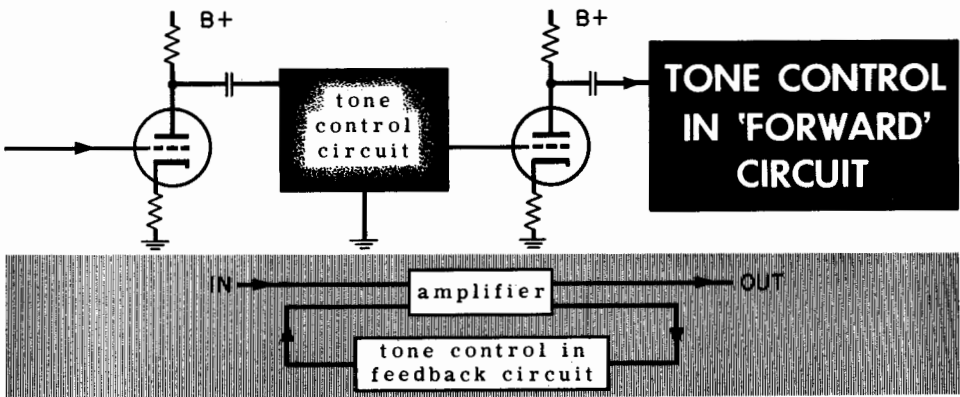 B+
B+
tone
control
circuit
TONE CONTROL
IN 'FORWARD'
CIRCUIT
IN
amplifier
OUT
tone control in
feedback circuit